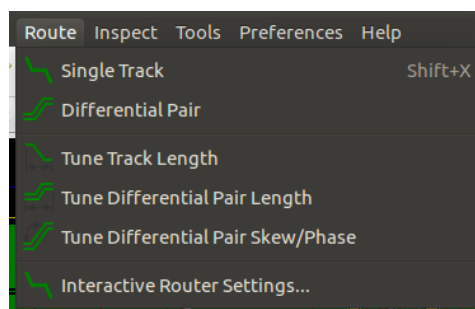 Route Inspect Tools Preferences Help
Single Track Shift+X
Differential Pair
Tune Track Length
Tune Differential Pair Length
Tune Differential Pair Skew/Phase
Interactive Router Settings...